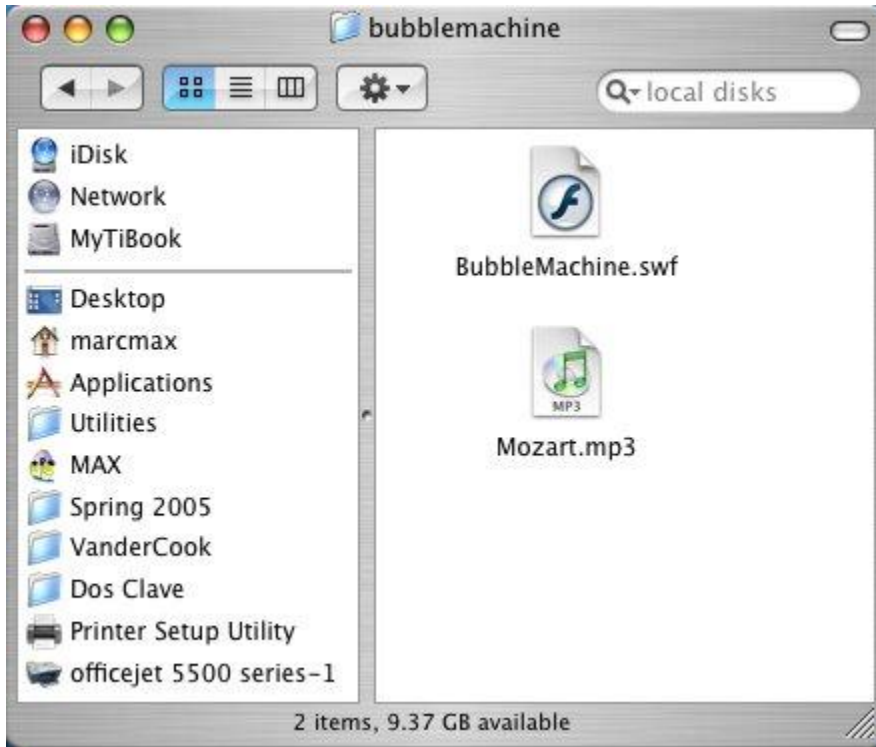 bubblemachine
local disks
iDisk
Network
MyTiBook
Desktop
marcmax
Applications
Utilities
MAX
Spring 2005
VanderCook
Dos Clave
Printer Setup Utility
officejet 5500 series-1
BubbleMachine.swf
MP3
Mozart.mp3
2 items, 9.37 GB available